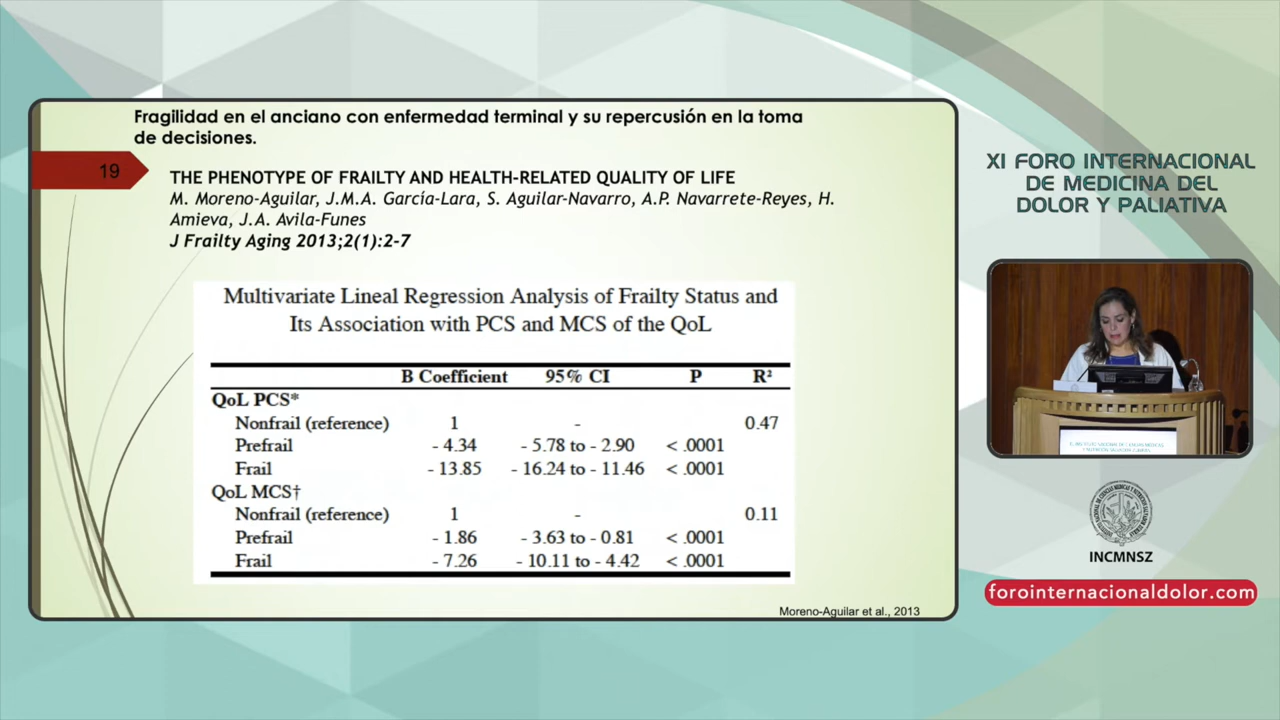 Fragilidad en el anciano con enfermedad terminal y su repercusión en la toma
de decisiones.
19
THE PHENOTYPE OF FRAILTY AND HEALTH-RELATED QUALITY OF LIFE
M. Moreno-Aguilar, J.M.A. García-Lara, S. Aguilar-Navarro, A.P. Navarrete-Reyes, H.
Amieva, J.A. Avila-Funes
J Frailty Aging 2013;2(1):2-7
Multivariate Lineal Regression Analysis of Frailty Status and
Its Association with PCS and MCS of the QoL
B Coefficient 95% CI P R²
QoL PCS*
Nonfrail (reference) 1 - 0.47
Prefrail - 4.34 - 5.78 to - 2.90 < .0001
Frail - 13.85 - 16.24 to - 11.46 < .0001
QoL MCS†
Nonfrail (reference) 1 - 0.11
Prefrail - 1.86 - 3.63 to - 0.81 < .0001
Frail - 7.26 - 10.11 to - 4.42 < .0001
Moreno-Aguilar et al., 2013
XI FORO INTERNACIONAL
DE MEDICINA DEL
DOLOR Y PALIATIVA
INCMNSZ
forointernacionaldolor.com